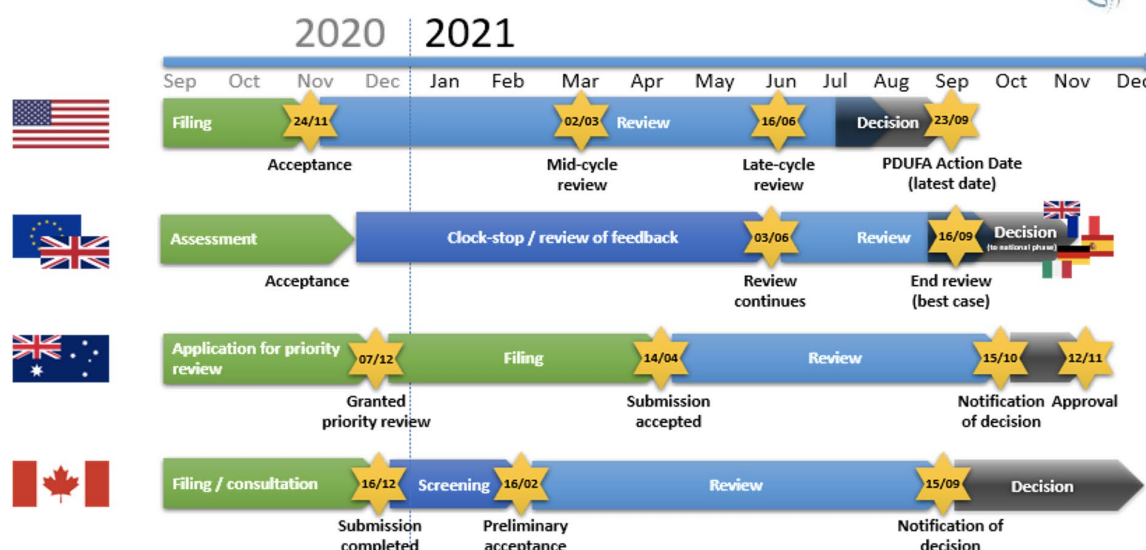 2020 2021
Sep Oct Nov Dec Jan Feb Mar Apr May Jun Jul Aug Sep Oct Nov Dec
Filing 24/11 02/03 Review 16/06 Decision 23/09
Acceptance Mid-cycle Late-cycle PDUFA Action Date
review review (latest date)
Assessment Clock-stop / review of feedback 03/06 Review 16/09 Decision
(to national phase)
Acceptance Review End review
continues (best case)
Application for priority
review 07/12 Filing 14/04 Review 15/10 12/11
Granted Submission Notification Approval
priority review accepted of decision
Filing / consultation 16/12 Screening 16/02 Review 15/09 Decision
Submission Preliminary Notification of
completed acceptance decision